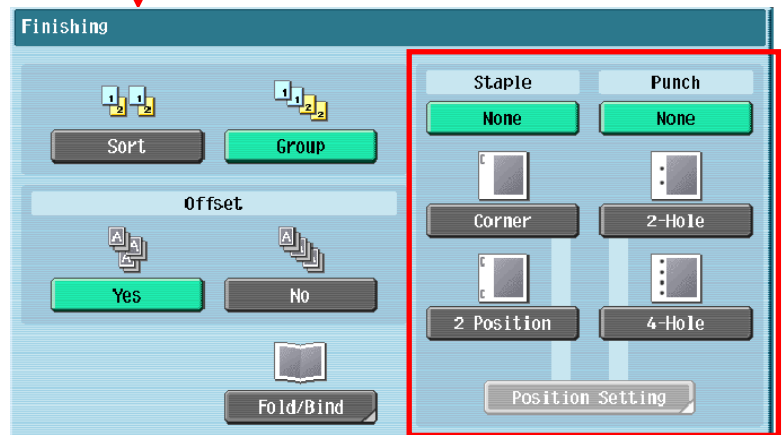 Finishing
Sort
Group
Offset
Yes
No
Fold/Bind
Staple
Punch
None
None
Corner
2-Hole
2 Position
4-Hole
Position Setting